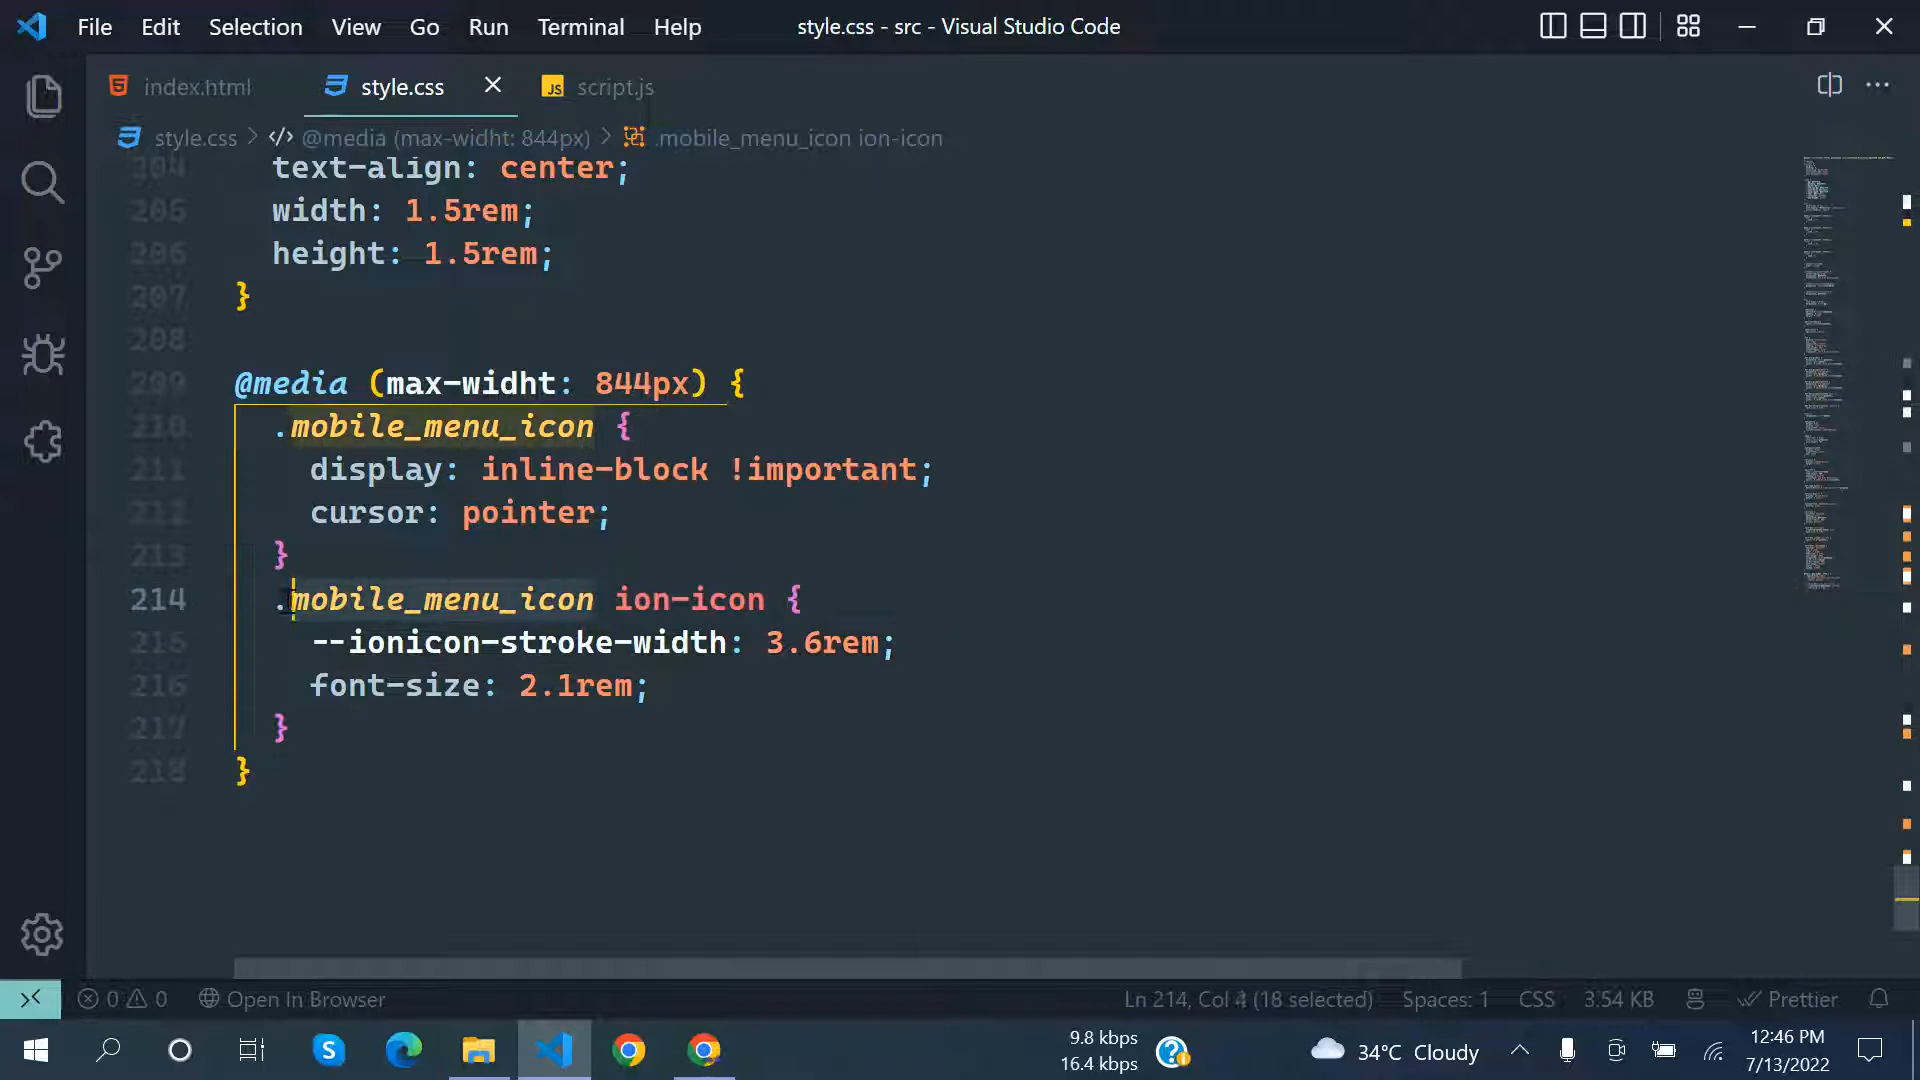 File Edit Selection View Go Run Terminal Help style.css - src - Visual Studio Code
index.html style.css script.js
style.css > @media (max-widht: 844px) > .mobile_menu_icon ion-icon
204 text-align: center;
205 width: 1.5rem;
206 height: 1.5rem;
207 }
208
209 @media (max-widht: 844px) {
210 .mobile_menu_icon {
211 display: inline-block !important;
212 cursor: pointer;
213 }
214 .mobile_menu_icon ion-icon {
215 --ionicon-stroke-width: 3.6rem;
216 font-size: 2.1rem;
217 }
218 }
0 0 Open In Browser Ln 214, Col 4 (18 selected) Spaces: 1 CSS 3.54 KB Prettier
9.8 kbps
16.4 kbps
34°C Cloudy
12:46 PM
7/13/2022